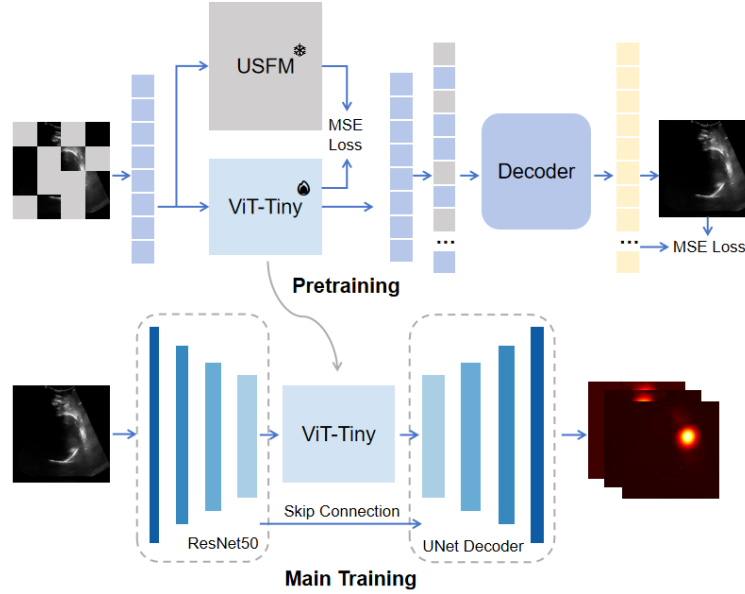 USFM
MSE
Loss
ViT-Tiny
Decoder
...
...
MSE Loss
Pretraining
ViT-Tiny
Skip Connection
ResNet50
UNet Decoder
Main Training